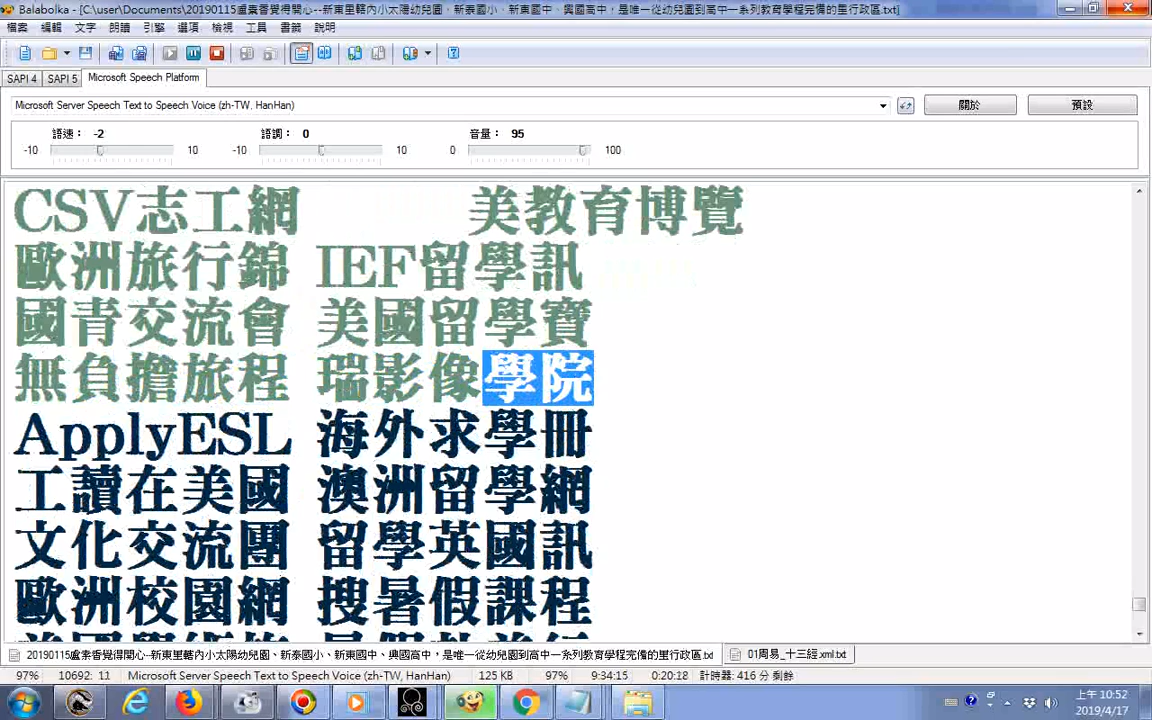 Balabolka - [C:\user\Documents\20190115盧素香覺得開心--新東里轄內小太陽幼兒園、新泰國小、新東國中、興國高中，是唯一從幼兒園到高中一系列教育學程完備的里行政區.txt]
檔案 編輯 文字 朗讀 引擎 選項 檢視 工具 書籤 說明
SAPI 4 SAPI 5 Microsoft Speech Platform
Microsoft Server Speech Text to Speech Voice (zh-TW, HanHan) 關於 預設
語速： -2 語調： 0 音量： 95
-10 10 -10 10 0 100
CSV志工網 美教育博覽
歐洲旅行錦 IEF留學訊
國青交流會 美國留學寶
無負擔旅程 瑞影像學院
ApplyESL 海外求學冊
工讀在美國 澳洲留學網
文化交流團 留學英國訊
歐洲校園網 搜暑假課程
20190115盧素香覺得開心--新東里轄內小太陽幼兒園、新泰國小、新東國中、興國高中，是唯一從幼兒園到高中一系列教育學程完備的里行政區.txt 01周易_十三經.xml.txt
97% 10692: 11 Microsoft Server Speech Text to Speech Voice (zh-TW, HanHan) 125 KB 97% 9:34:15 0:20:18 計時器: 416 分 剩餘
上午 10:52
2019/4/17